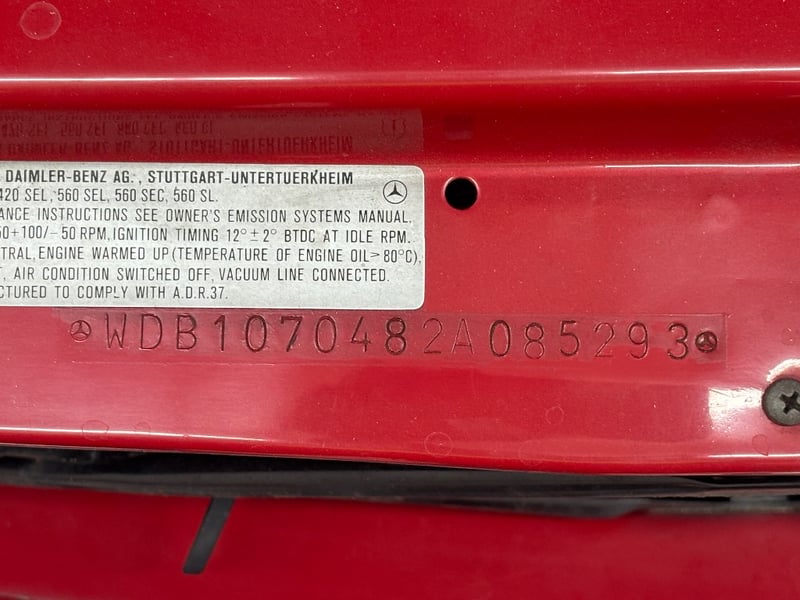 DAIMLER-BENZ AG., STUTTGART-UNTERTUERKHEIM
420 SEL, 560 SEL, 560 SEC, 560 SL.
ANCE INSTRUCTIONS SEE OWNER'S EMISSION SYSTEMS MANUAL.
50+100/-50 RPM, IGNITION TIMING 12°±2° BTDC AT IDLE RPM.
TRAL, ENGINE WARMED UP (TEMPERATURE OF ENGINE OIL>80°C),
T, AIR CONDITION SWITCHED OFF, VACUUM LINE CONNECTED.
CTURED TO COMPLY WITH A.D.R.37.
WDB1070482A085293